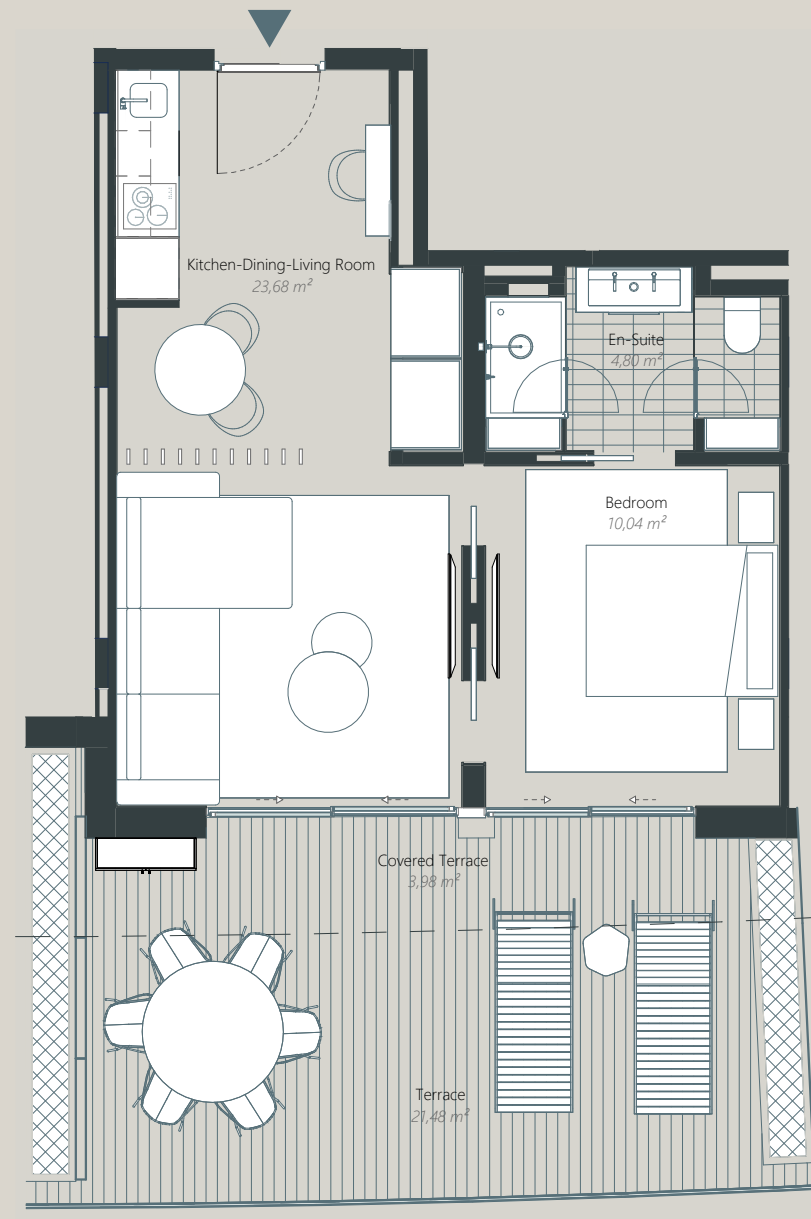 Kitchen-Dining-Living Room
23,68 m²
En-Suite
4,80 m²
Bedroom
10,04 m²
Covered Terrace
3,98 m²
Terrace
21,48 m²